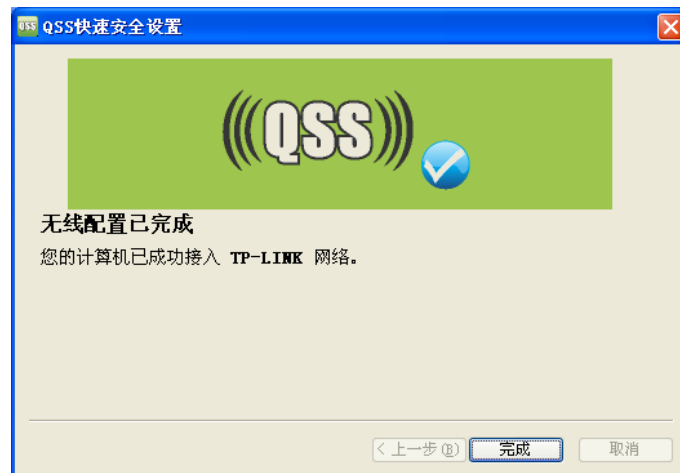 QSS QSS快速安全设置
(((QSS)))
无线配置已完成
您的计算机已成功接入 TP-LINK 网络。
< 上一步(B) 完成 取消